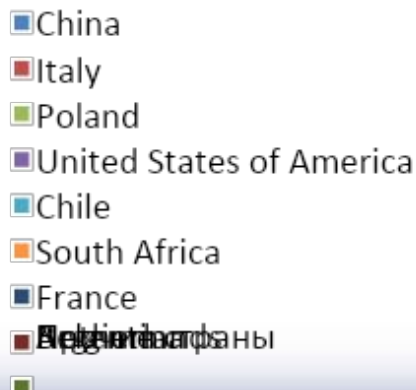 China
Italy
Poland
United States of America
Chile
South Africa
France